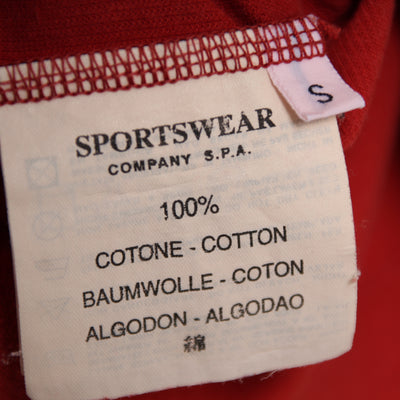 S
SPORTSWEAR
COMPANY S.P.A.
100%
COTONE - COTTON
BAUMWOLLE - COTON
ALGODON - ALGODAO
綿